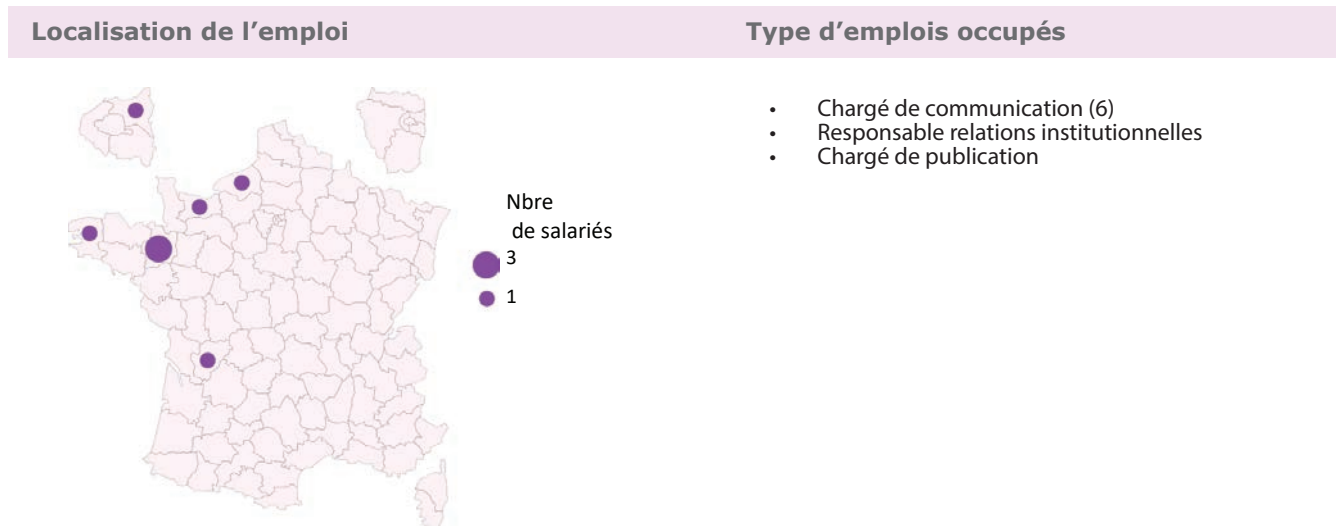 Localisation de l’emploi
Type d’emplois occupés
Nbre
de salariés
3
1
• Chargé de communication (6)
• Responsable relations institutionnelles
• Chargé de publication